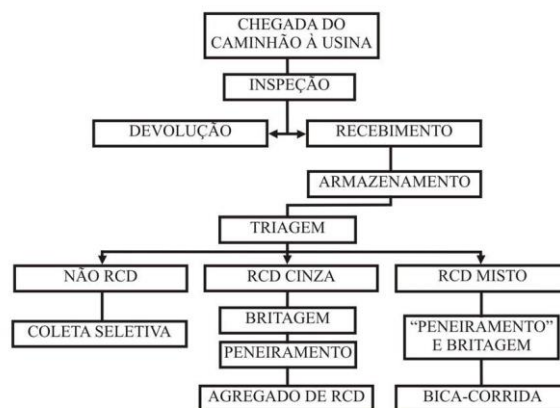 CHEGADA DO
CAMINHÃO À USINA
INSPEÇÃO
DEVOLUÇÃO
RECEBIMENTO
ARMAZENAMENTO
TRIAGEM
NÃO RCD
RCD CINZA
RCD MISTO
COLETA SELETIVA
BRITAGEM
“PENEIRAMENTO”
E BRITAGEM
PENEIRAMENTO
AGREGADO DE RCD
BICA-CORRIDA